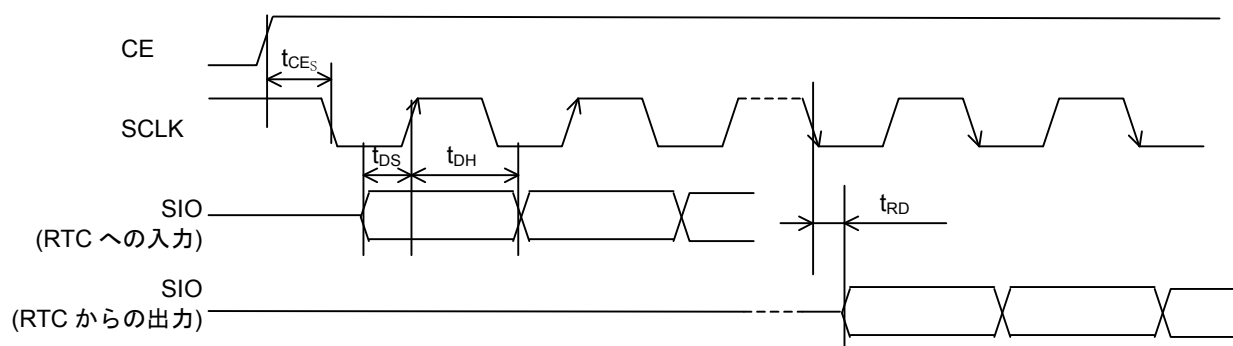 CE
tCES
SCLK
tDS
tDH
SIO
(RTC への入力)
tRD
SIO
(RTC からの出力)